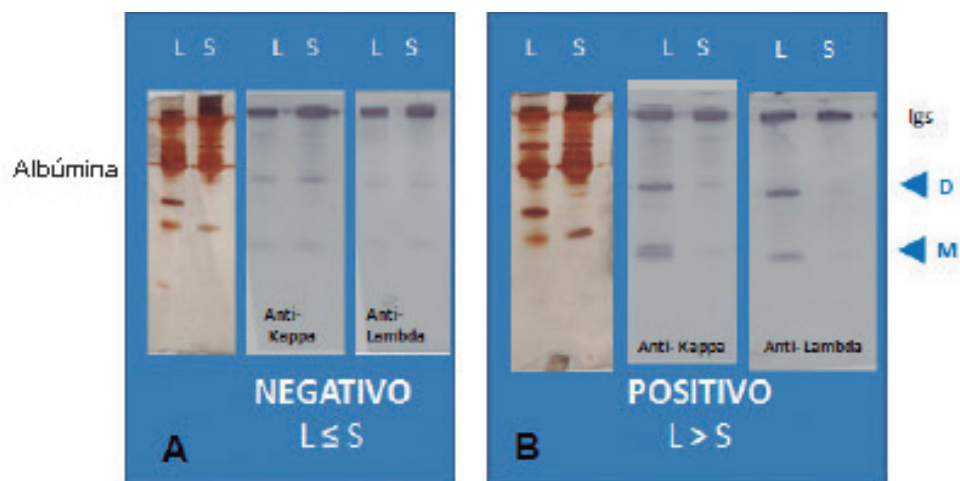 L S L S L S
L S L S L S
Albúmina
Igs
D
M
Anti-
Kappa
Anti-
Lambda
Anti- Kappa
Anti- Lambda
NEGATIVO
L ≤ S
A
POSITIVO
L > S
B